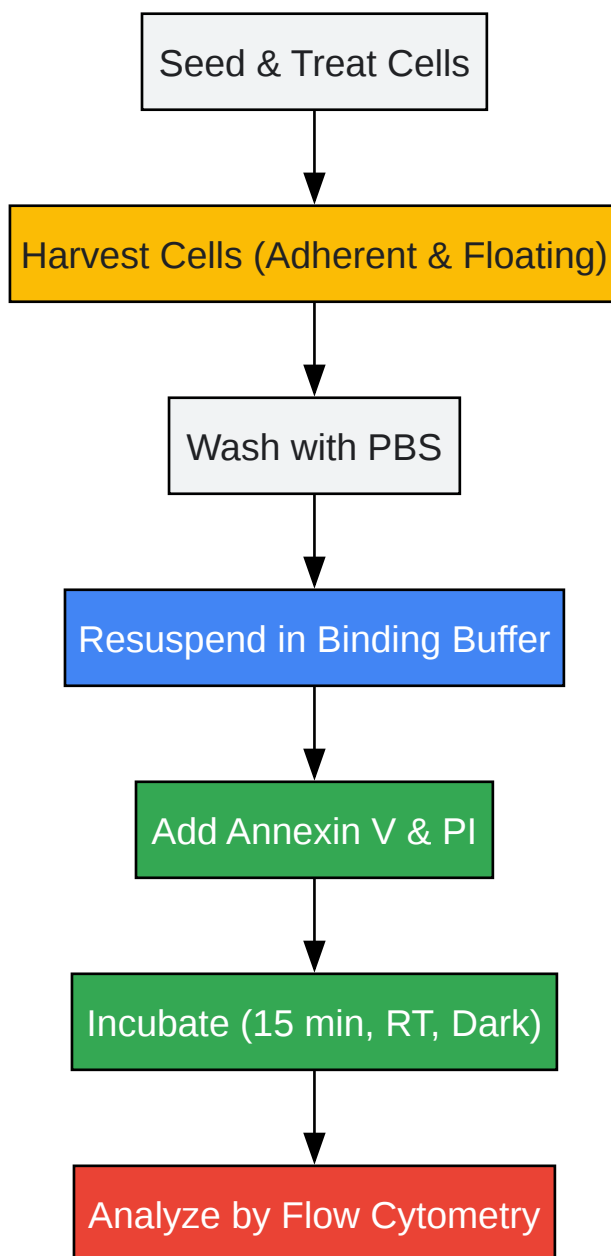 Seed & Treat Cells
Harvest Cells (Adherent & Floating)
Wash with PBS
Resuspend in Binding Buffer
Add Annexin V & PI
Incubate (15 min, RT, Dark)
Analyze by Flow Cytometry